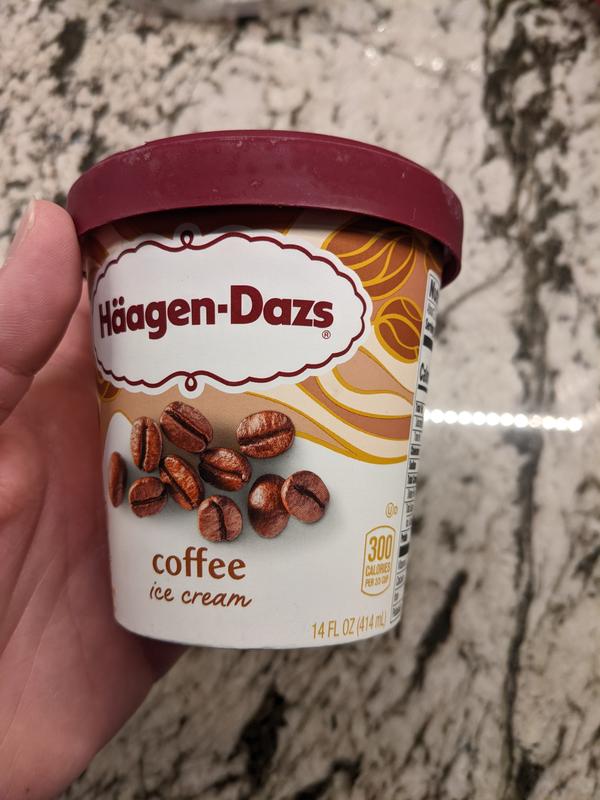 Häagen-Dazs®
coffee
ice cream
300
CALORIES
PER 2/3 CUP
14 FL OZ (414 mL)